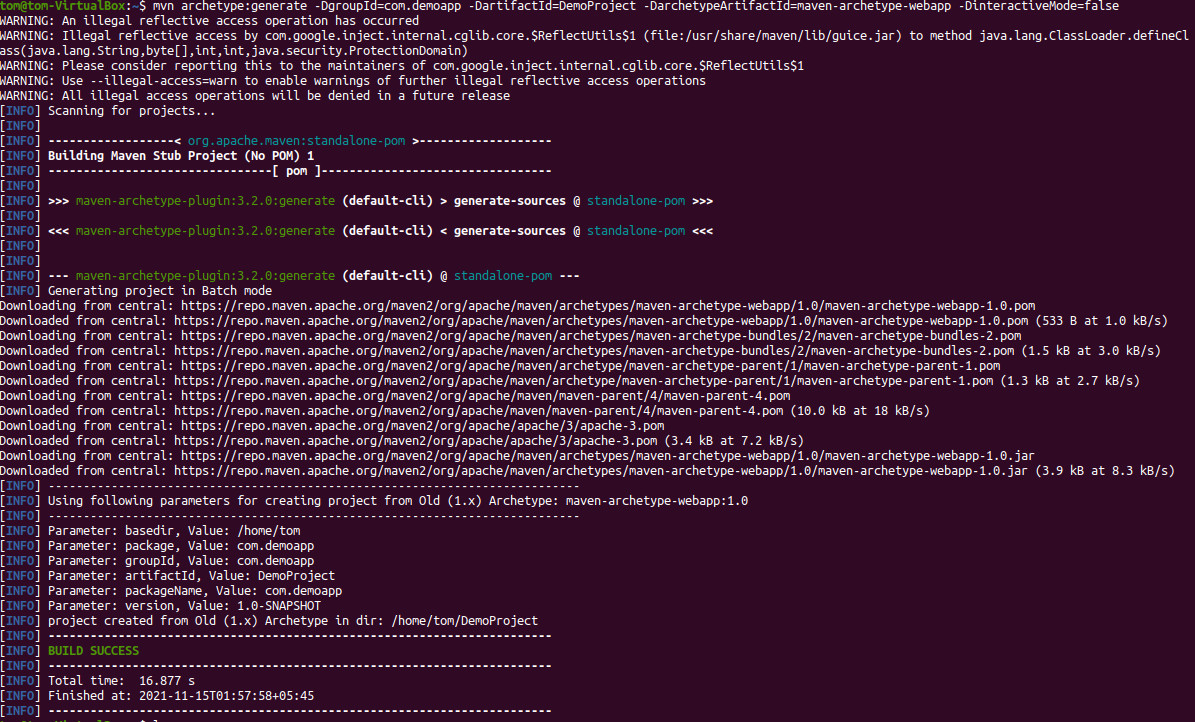 tom@tom-VirtualBox:~$ mvn archetype:generate -DgroupId=com.demoapp -DartifactId=DemoProject -DarchetypeArtifactId=maven-archetype-webapp -DinteractiveMode=false
WARNING: An illegal reflective access operation has occurred
WARNING: Illegal reflective access by com.google.inject.internal.cglib.core.$ReflectUtils$1 (file:/usr/share/maven/lib/guice.jar) to method java.lang.ClassLoader.defineCl
ass(java.lang.String,byte[],int,int,java.security.ProtectionDomain)
WARNING: Please consider reporting this to the maintainers of com.google.inject.internal.cglib.core.$ReflectUtils$1
WARNING: Use --illegal-access=warn to enable warnings of further illegal reflective access operations
WARNING: All illegal access operations will be denied in a future release
[INFO] Scanning for projects...
[INFO]
[INFO] ------------------< org.apache.maven:standalone-pom >-------------------
[INFO] Building Maven Stub Project (No POM) 1
[INFO] --------------------------------[ pom ]---------------------------------
[INFO]
[INFO] >>> maven-archetype-plugin:3.2.0:generate (default-cli) > generate-sources @ standalone-pom >>>
[INFO]
[INFO] <<< maven-archetype-plugin:3.2.0:generate (default-cli) < generate-sources @ standalone-pom <<<
[INFO]
[INFO]
[INFO] --- maven-archetype-plugin:3.2.0:generate (default-cli) @ standalone-pom ---
[INFO] Generating project in Batch mode
Downloading from central: https://repo.maven.apache.org/maven2/org/apache/maven/archetypes/maven-archetype-webapp/1.0/maven-archetype-webapp-1.0.pom
Downloaded from central: https://repo.maven.apache.org/maven2/org/apache/maven/archetypes/maven-archetype-webapp/1.0/maven-archetype-webapp-1.0.pom (533 B at 1.0 kB/s)
Downloading from central: https://repo.maven.apache.org/maven2/org/apache/maven/archetypes/maven-archetype-bundles/2/maven-archetype-bundles-2.pom
Downloaded from central: https://repo.maven.apache.org/maven2/org/apache/maven/archetypes/maven-archetype-bundles/2/maven-archetype-bundles-2.pom (1.5 kB at 3.0 kB/s)
Downloading from central: https://repo.maven.apache.org/maven2/org/apache/maven/archetype/maven-archetype-parent/1/maven-archetype-parent-1.pom
Downloaded from central: https://repo.maven.apache.org/maven2/org/apache/maven/archetype/maven-archetype-parent/1/maven-archetype-parent-1.pom (1.3 kB at 2.7 kB/s)
Downloading from central: https://repo.maven.apache.org/maven2/org/apache/maven/maven-parent/4/maven-parent-4.pom
Downloaded from central: https://repo.maven.apache.org/maven2/org/apache/maven/maven-parent/4/maven-parent-4.pom (10.0 kB at 18 kB/s)
Downloading from central: https://repo.maven.apache.org/maven2/org/apache/apache/3/apache-3.pom
Downloaded from central: https://repo.maven.apache.org/maven2/org/apache/apache/3/apache-3.pom (3.4 kB at 7.2 kB/s)
Downloading from central: https://repo.maven.apache.org/maven2/org/apache/maven/archetypes/maven-archetype-webapp/1.0/maven-archetype-webapp-1.0.jar
Downloaded from central: https://repo.maven.apache.org/maven2/org/apache/maven/archetypes/maven-archetype-webapp/1.0/maven-archetype-webapp-1.0.jar (3.9 kB at 8.3 kB/s)
[INFO] ----------------------------------------------------------------------------
[INFO] Using following parameters for creating project from Old (1.x) Archetype: maven-archetype-webapp:1.0
[INFO] ----------------------------------------------------------------------------
[INFO] Parameter: basedir, Value: /home/tom
[INFO] Parameter: package, Value: com.demoapp
[INFO] Parameter: groupId, Value: com.demoapp
[INFO] Parameter: artifactId, Value: DemoProject
[INFO] Parameter: packageName, Value: com.demoapp
[INFO] Parameter: version, Value: 1.0-SNAPSHOT
[INFO] project created from Old (1.x) Archetype in dir: /home/tom/DemoProject
[INFO] ------------------------------------------------------------------------
[INFO] BUILD SUCCESS
[INFO] ------------------------------------------------------------------------
[INFO] Total time:  16.877 s
[INFO] Finished at: 2021-11-15T01:57:58+05:45
[INFO] ------------------------------------------------------------------------